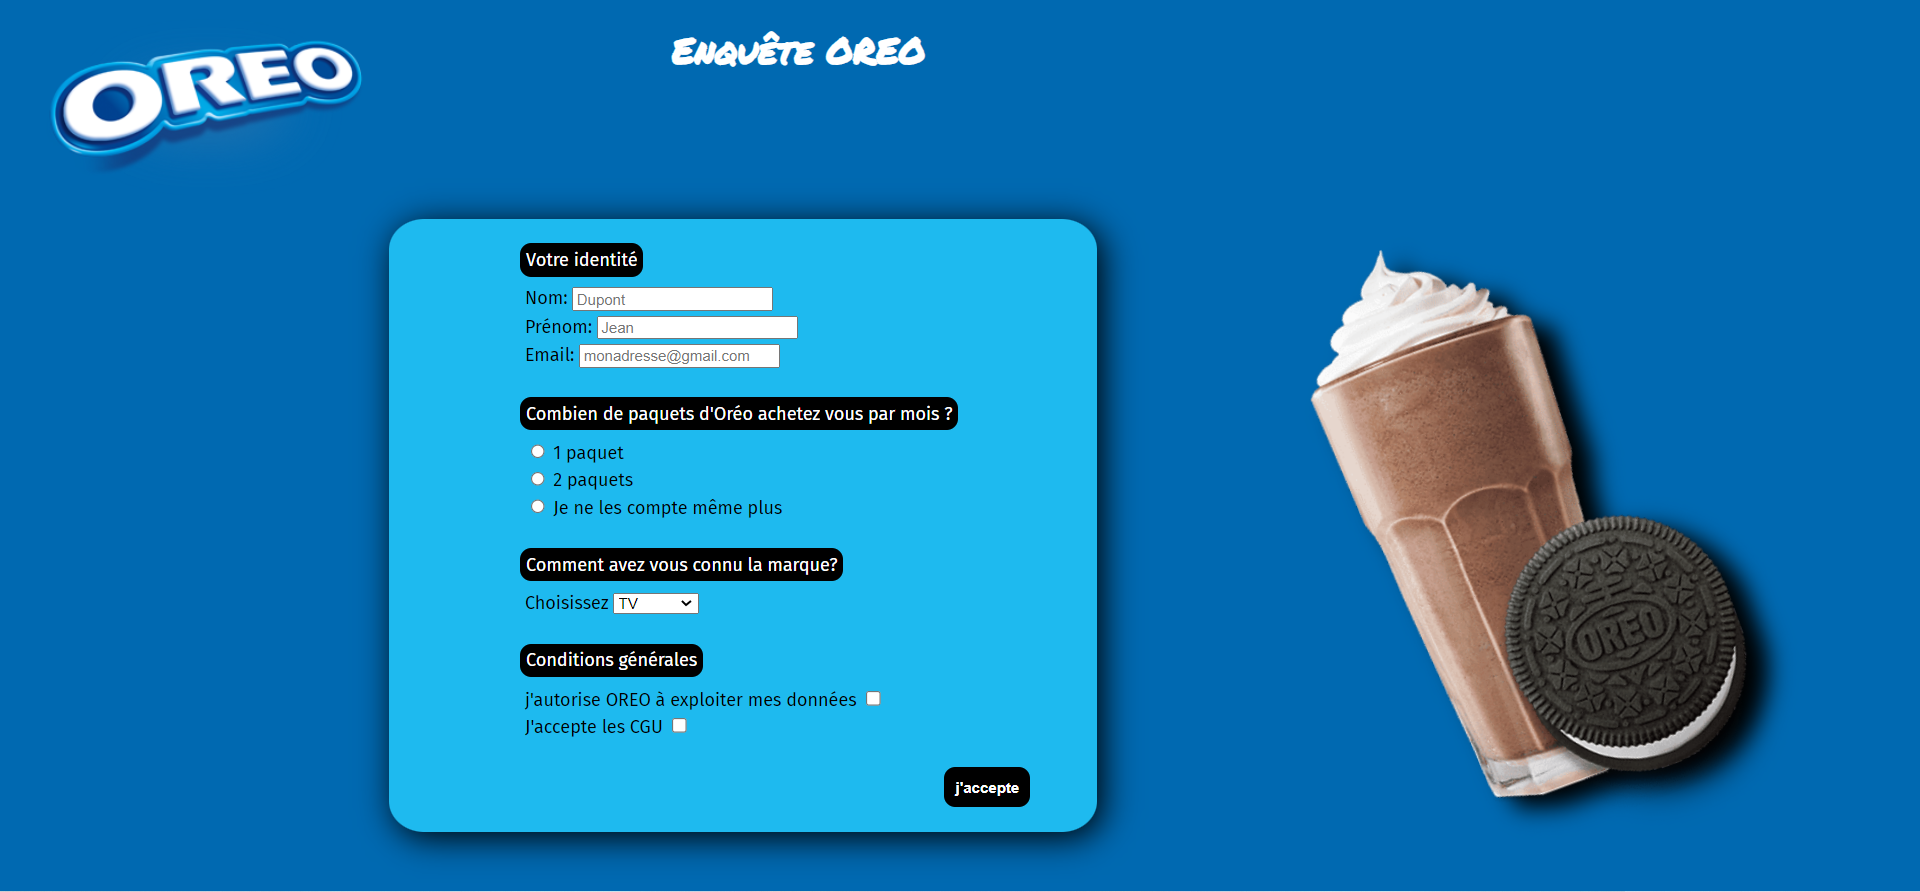 OREO
Enquête OREO
Votre identité
Nom: Dupont
Prénom: Jean
Email: monadresse@gmail.com
Combien de paquets d'Oréo achetez vous par mois ?
1 paquet
2 paquets
Je ne les compte même plus
Comment avez vous connu la marque?
Choisissez TV
Conditions générales
j'autorise OREO à exploiter mes données
J'accepte les CGU
j'accepte
OREO